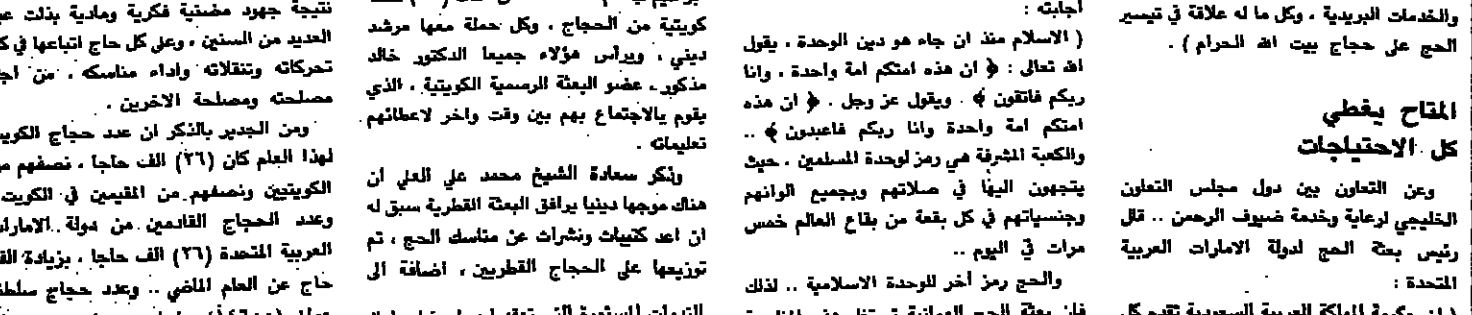 والخدمات البريدية ، وكل ما له علاقة في تيسير
الحج على حجاج بيت الله الحرام ) .
المتاح يغطي
كل الاحتياجات
وعن التعاون بين دول مجلس التعاون
الخليجي لرعاية وخدمة ضيوف الرحمن .. قال
رئيس بعثة الحج لدولة الامارات العربية
المتحدة :
حكومة المملكة العربية السعودية تقدم كل
اجابته :
( الاسلام منذ ان جاء هو دين الوحدة ، يقول
الله تعالى : ﴿ ان هذه امتكم امة واحدة ، وانا
ربكم فاتقون ﴾ . ويقول عز وجل . ﴿ ان هذه
امتكم امة واحدة وانا ربكم فاعبدون ﴾ ..
والكعبة المشرفة هي رمز لوحدة المسلمين ، حيث
يتجهون اليها في صلاتهم وبجميع الوانهم
وجنسياتهم في كل بقعة من بقاع العالم خمس
مرات في اليوم ..
والحج رمز أخر للوحدة الاسلامية .. لذلك
فان بعثة الحج العمانية
كويتية من الحجاج ، وكل حملة معها مرشد
ديني ، ويرأس هؤلاء جميعا الدكتور خالد
مذكور ـ عضو البعثة الرسمية الكويتية ، الذي
يقوم بالاجتماع بهم بين وقت واخر لاعطائهم
تعليماته .
وذكر سعادة الشيخ محمد علي العلي ان
هناك موجها دينيا يرافق البعثة القطرية سبق له
ان اعد كتيبات ونشرات عن مناسك الحج ، تم
توزيعها على الحجاج القطريين ، اضافة الى
نتيجة جهود مضنية فكرية ومادية بذلت
العديد من السنين ، وعلى كل حاج اتباعها في
تحركاته وتنقلاته واداء مناسكه ، من
مصلحته ومصلحة الاخرين .
ومن الجدير بالذكر ان عدد حجاج
لهذا العام كان (٢٦) الف حاجا ، نصفهم
الكويتيين ونصفهم من المقيمين في الكويت
وعدد الحجاج القادمين من دولة
العربية المتحدة (٢٦) الف حاجا ، بزيادة
حاج عن العام الماضي .. وعدد حجاج